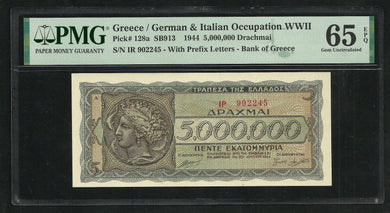 PMG
PAPER MONEY GUARANTY
Greece / German & Italian Occupation WWII
Pick# 128a SB913 1944 5,000,000 Drachmai
S/N IR 902245 - With Prefix Letters - Bank of Greece
65 EPQ
Gem Uncirculated
ΤΡΑΠΕΖΑ ΤΗΣ ΕΛΛΑΔΟΣ
ΙΡ 902245
ΔΡΑΧΜΑΙ
5.000.000
ΠΕΝΤΕ ΕΚΑΤΟΜΜΥΡΙΑ